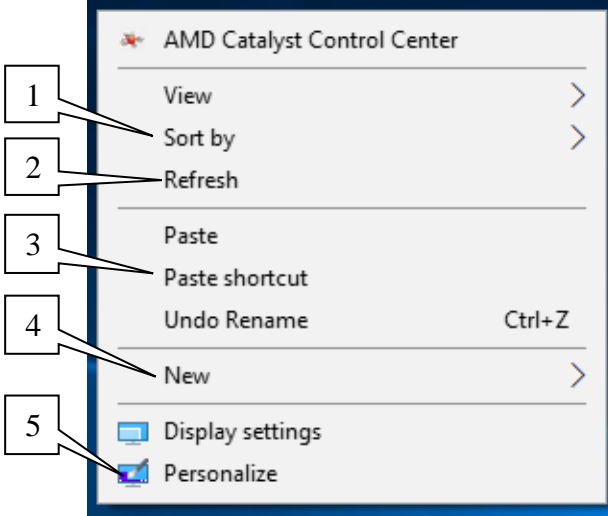 AMD Catalyst Control Center
View
1
Sort by
2
Refresh
Paste
3
Paste shortcut
Undo Rename Ctrl+Z
4
New
5
Display settings
Personalize